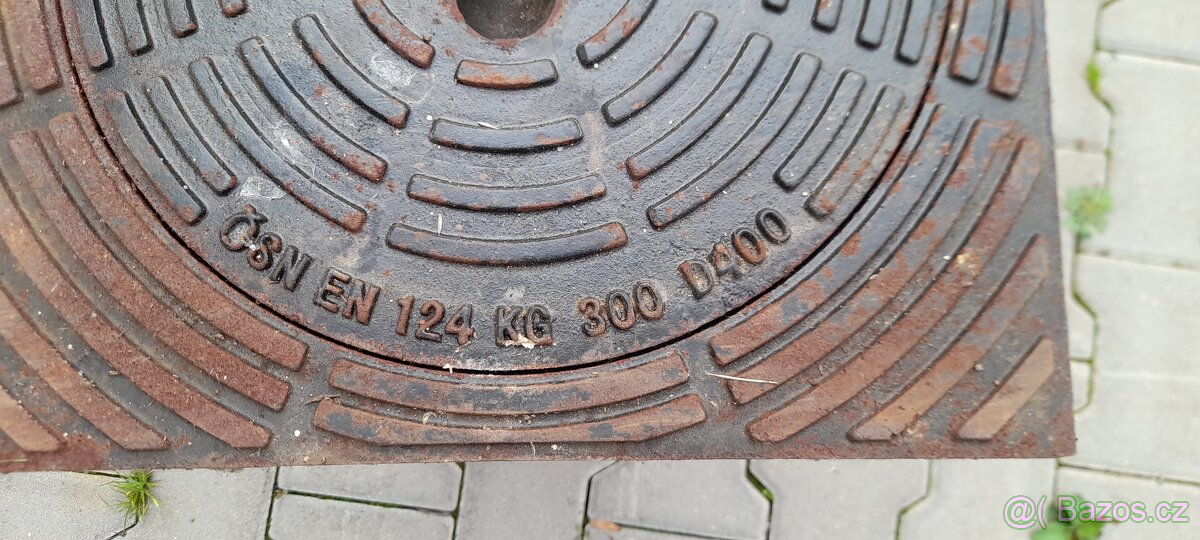 ČSN EN 124 KG 300 D400
@ Bazos.cz